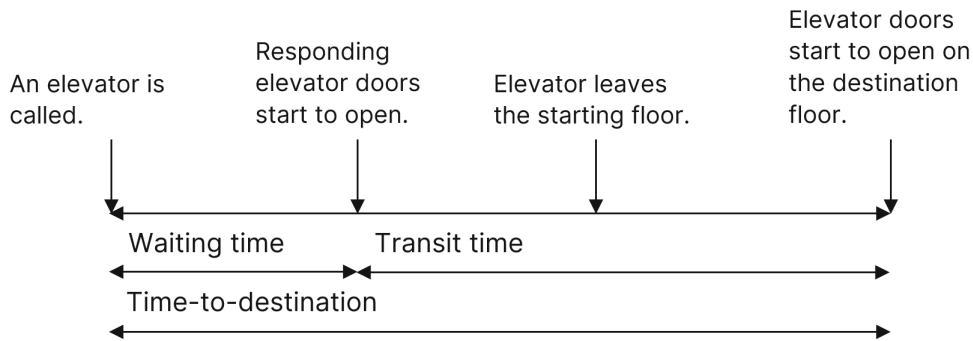 An elevator is
called.
Responding
elevator doors
start to open.
Elevator leaves
the starting floor.
Elevator doors
start to open on
the destination
floor.
Waiting time
Transit time
Time-to-destination